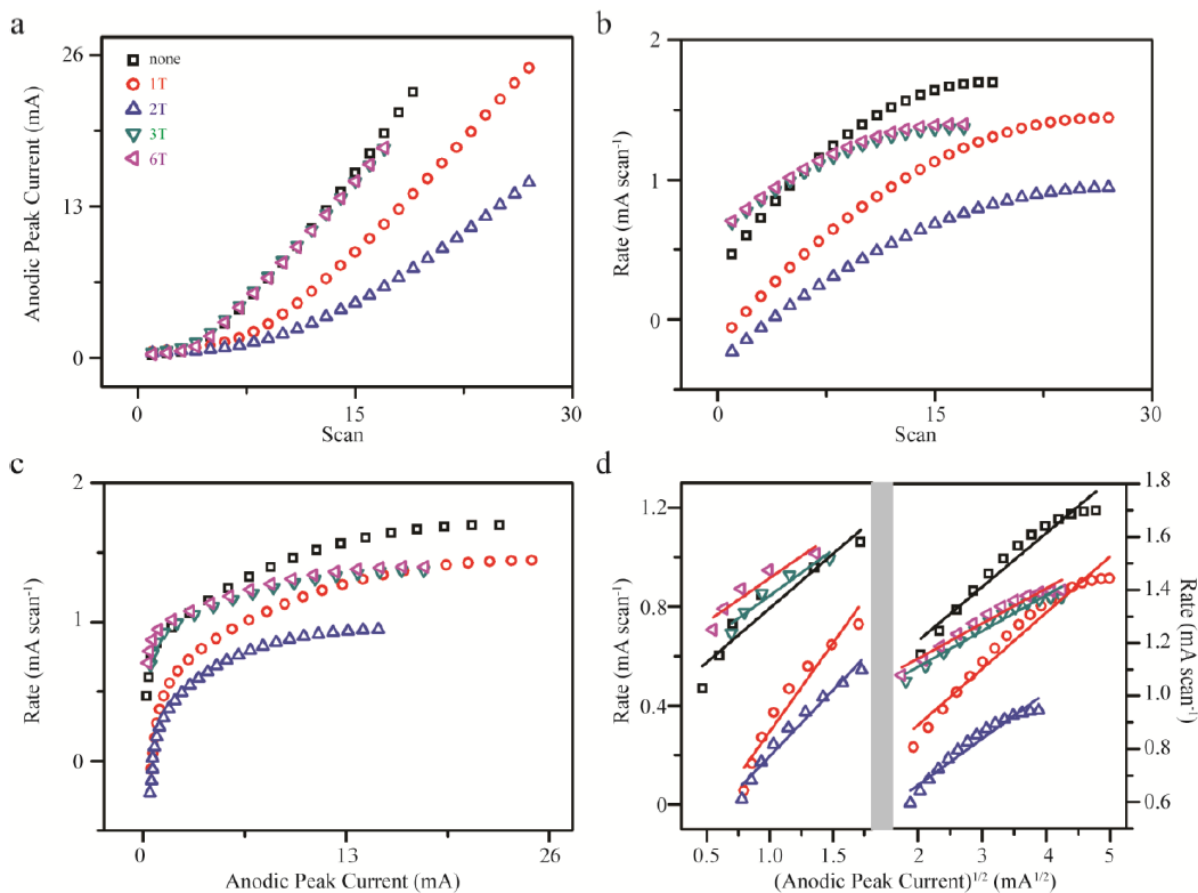 a
26
13
0
Anodic Peak Current (mA)
none
1T
2T
3T
6T
0
15
30
Scan
b
2
1
0
Rate (mA scan⁻¹)
0
15
30
Scan
c
2
1
0
Rate (mA scan⁻¹)
0
13
26
Anodic Peak Current (mA)
d
1.2
0.8
0.4
0
Rate (mA scan⁻¹)
1.8
1.6
1.4
1.2
1.0
0.8
0.6
Rate (mA scan⁻¹)
0.5
1.0
1.5
2
3
4
5
(Anodic Peak Current)¹/² (mA¹/²)